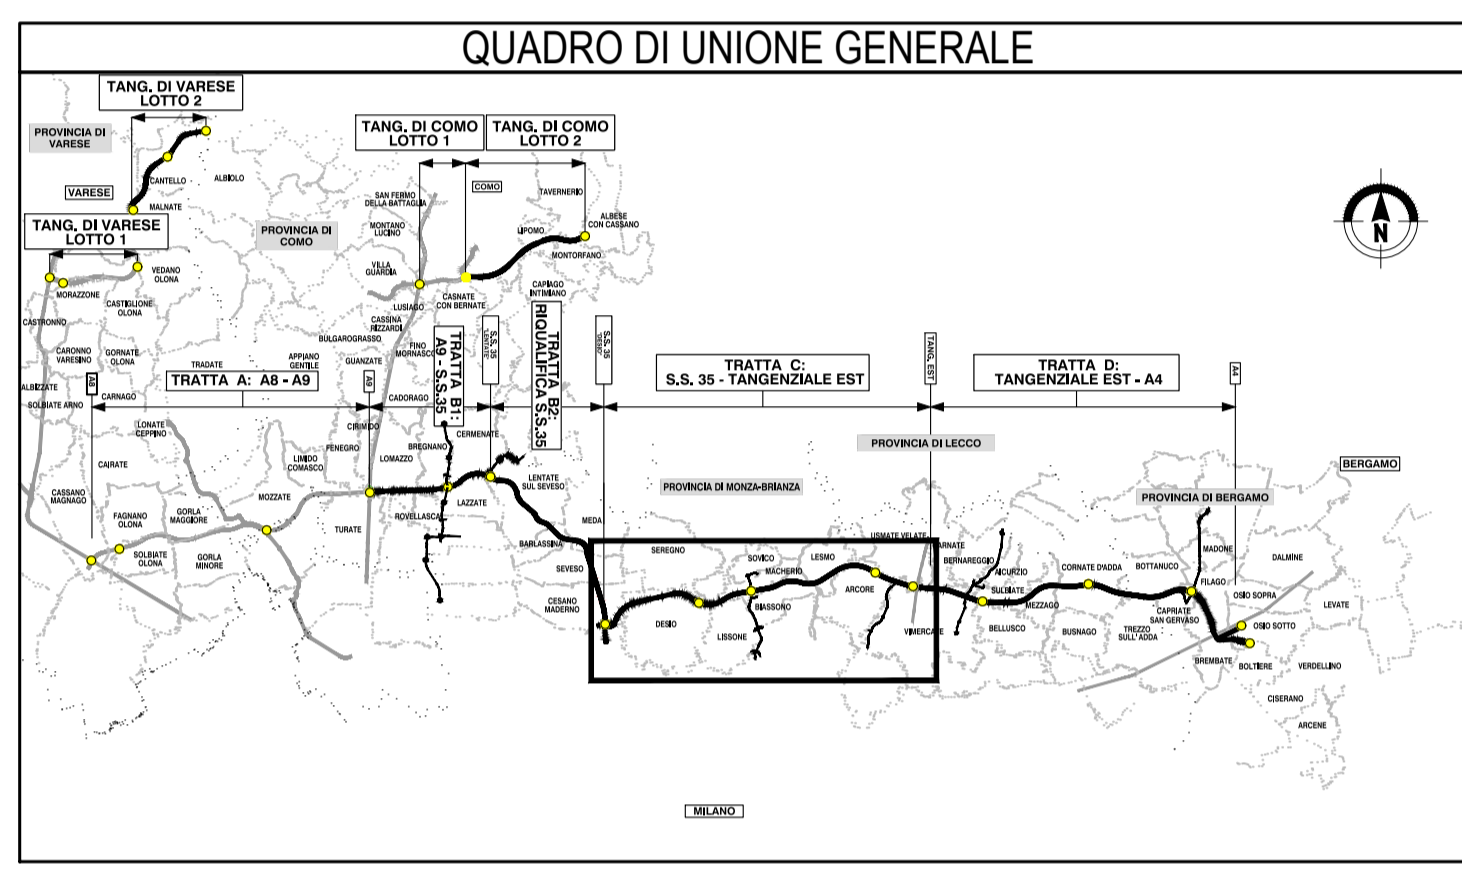 QUADRO DI UNIONE GENERALE
TANG. DI VARESE
LOTTO 2
PROVINCIA DI
VARESE
VARESE
CANTELLO
ALBIOLO
MALNATE
TANG. DI VARESE
LOTTO 1
VEDANO
OLONA
MORAZZONE
CASTIGLIONE
OLONA
CASTRONNO
CARONNO
VARESINO
GORNATE
OLONA
ALBIZZATE
SOLBIATE ARNO
CARNAGO
A8
TRADATE
TANG. DI COMO
LOTTO 1
TANG. DI COMO
LOTTO 2
COMO
SAN FERMO
DELLA BATTAGLIA
TAVERNERIO
MONTANO
LUCINO
LIPOMO
ALBESE
CON CASSANO
PROVINCIA DI
COMO
MONTORFANO
VILLA
GUARDIA
CAPIAGO
INTIMIANO
LUSIAGO
CASNATE
CON BERNATE
CASSINA
RIZZARDI
BULGAROGRASSO
FINO
MORNASCO
APPIANO
GENTILE
GUANZATE
N
TRATTA A: A8 - A9
A9
CADORAGO
TRATTA B1:
A9 - S.S.35
S.S. 35
"LENTATE"
TRATTA B2:
RIQUALIFICA S.S.35
S.S. 35
"DESIO"
TRATTA C:
S.S. 35 - TANGENZIALE EST
TANG. EST
TRATTA D:
TANGENZIALE EST - A4
A4
LONATE
CEPPINO
CIRIMIDO
FENEGRO
CERMENATE
BREGNANO
LOMAZZO
LIMIDO
COMASCO
CAIRATE
PROVINCIA DI LECCO
BERGAMO
LENTATE
SUL SEVESO
PROVINCIA DI MONZA-BRIANZA
PROVINCIA DI BERGAMO
CASSANO
MAGNAGO
MOZZATE
LAZZATE
FAGNANO
OLONA
GORLA
MAGGIORE
ROVELLASCA
MEDA
TURATE
SOLBIATE
OLONA
GORLA
MINORE
BARLASSINA
SEVESO
SEREGNO
SOVICO
LESMO
USMATE VELATE
ARNATE
BERNAREGGIO
MACHERIO
AICURZIO
CORNATE D'ADDA
BOTTANUCO
MADONE
DALMINE
FILAGO
CESANO
MADERNO
ARCORE
SULBIATE
MEZZAGO
OSIO SOPRA
LEVATE
BIASSONO
CAPRIATE
SAN GERVASO
DESIO
LISSONE
VIMERCATE
BELLUSCO
BUSNAGO
TREZZO
SULL' ADDA
OSIO SOTTO
BREMBATE
BOLTIERE
VERDELLINO
CISERANO
ARCENE
MILANO